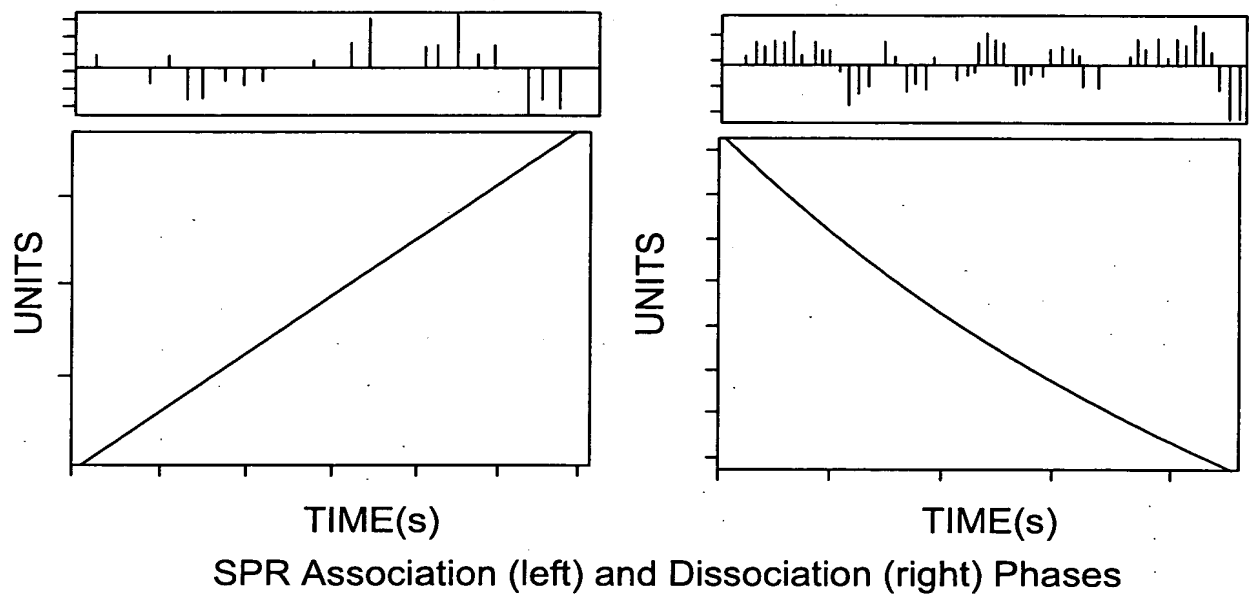 UNITS
UNITS
TIME(s)
TIME(s)
SPR Association (left) and Dissociation (right) Phases